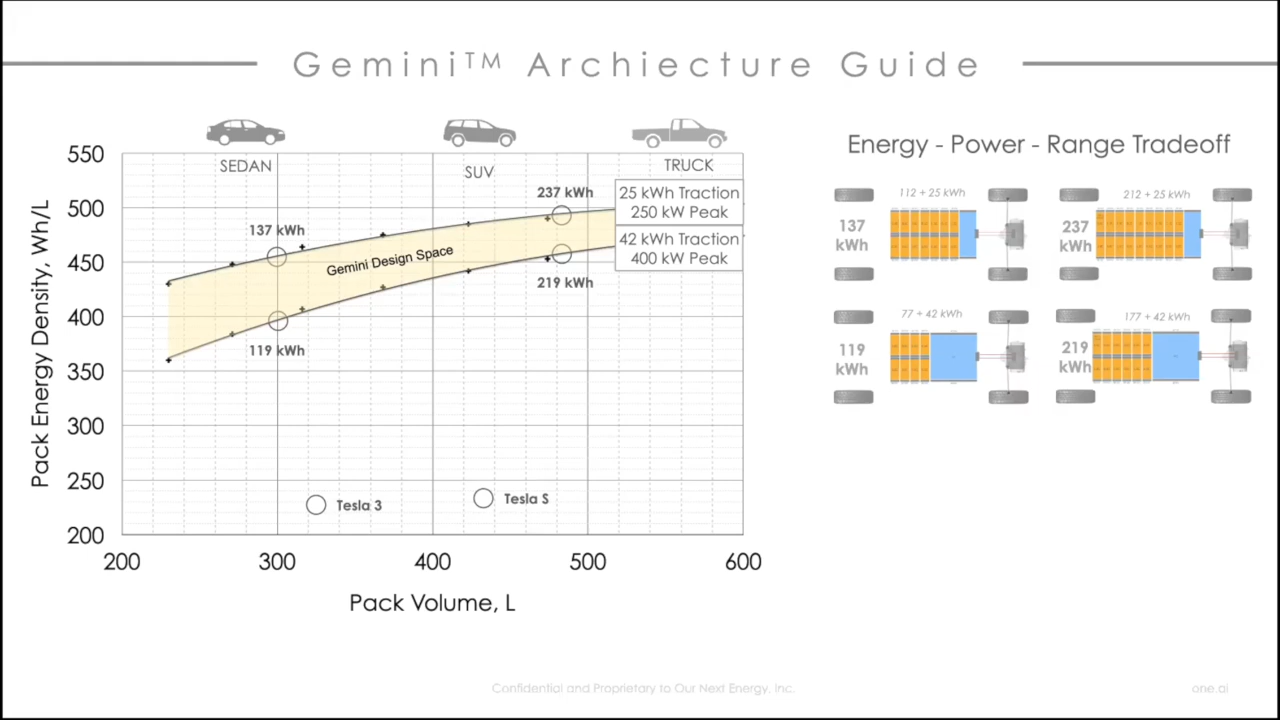 Gemini™ Archiecture Guide
SEDAN
SUV
TRUCK
550
500
450
400
350
300
250
200
Pack Energy Density, Wh/L
137 kWh
237 kWh
25 kWh Traction
250 kW Peak
42 kWh Traction
400 kW Peak
Gemini Design Space
119 kWh
219 kWh
Tesla 3
Tesla S
200
300
400
500
600
Pack Volume, L
Energy - Power - Range Tradeoff
112 + 25 kWh
137
kWh
212 + 25 kWh
237
kWh
77 + 42 kWh
119
kWh
177 + 42 kWh
219
kWh
Confidential and Proprietary to Our Next Energy, Inc.
one.ai